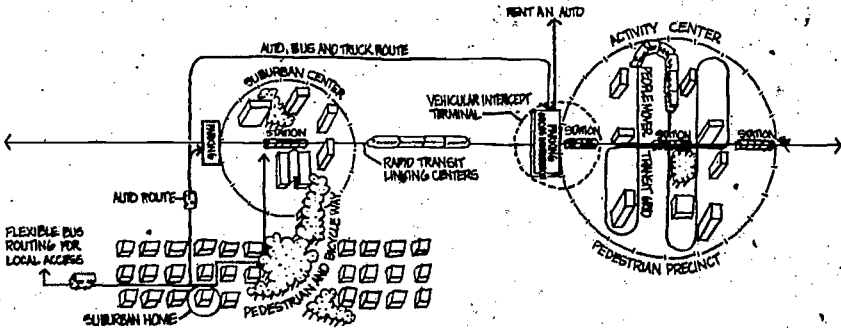 RENT AN AUTO
ACTIVITY CENTER
AUTO, BUS AND TRUCK ROUTE
SUBURBAN CENTER
VEHICULAR INTERCEPT
TERMINAL
PEOPLE MOVER TRANSIT GRID
PARKING
STATION
PARKING
STATION
STATION
STATION
RAPID TRANSIT
LINKING CENTERS
AUTO ROUTE
FLEXIBLE BUS
ROUTING FOR
LOCAL ACCESS
PEDESTRIAN AND BICYCLE WAY
PEDESTRIAN PRECINCT
SUBURBAN HOME